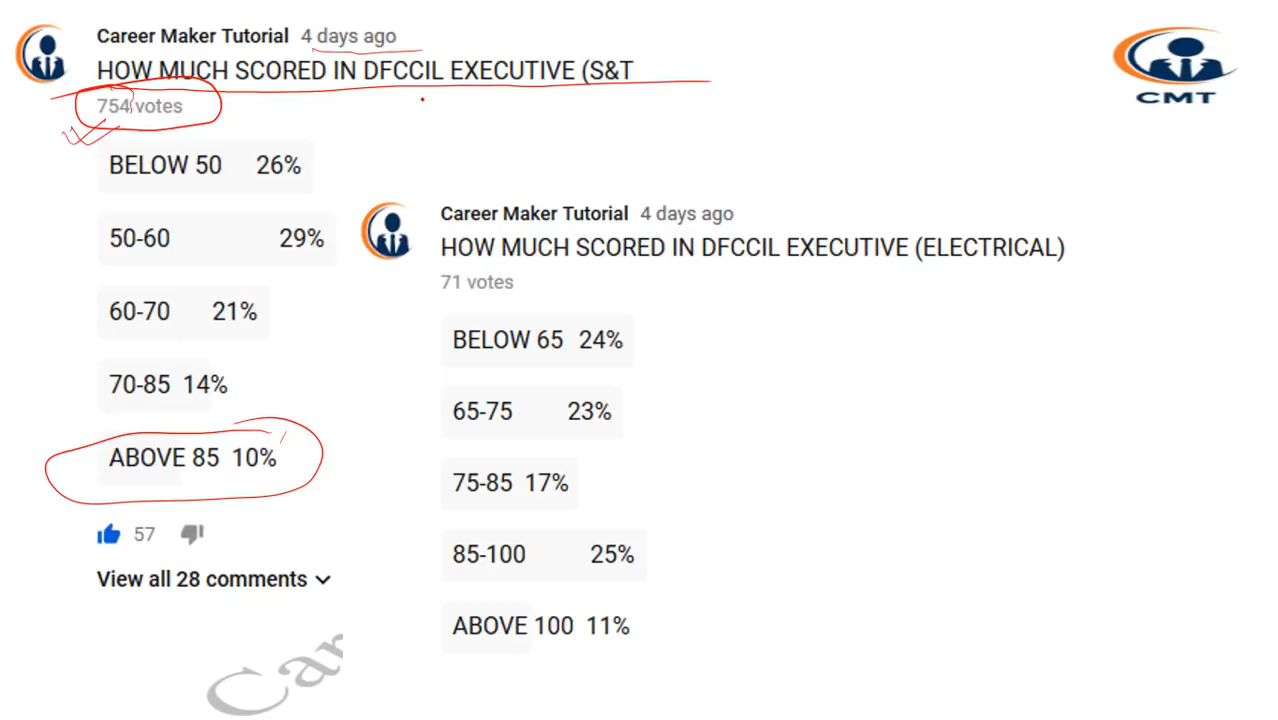 Career Maker Tutorial 4 days ago
HOW MUCH SCORED IN DFCCIL EXECUTIVE (S&T
754 votes
BELOW 50 26%
50-60 29%
60-70 21%
70-85 14%
ABOVE 85 10%
57
View all 28 comments
CMT
Career Maker Tutorial 4 days ago
HOW MUCH SCORED IN DFCCIL EXECUTIVE (ELECTRICAL)
71 votes
BELOW 65 24%
65-75 23%
75-85 17%
85-100 25%
ABOVE 100 11%
Car